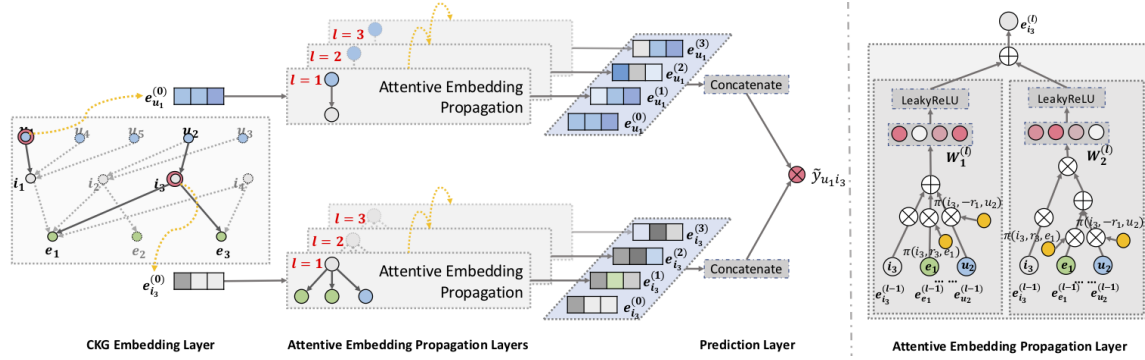 l = 3
l = 2
l = 1
Attentive Embedding
Propagation
e_{u_1}^{(0)}
u_4
u_5
u_2
u_3
i_1
i_2
i_3
i_4
e_1
e_2
e_3
e_{i_3}^{(0)}
l = 3
l = 2
l = 1
Attentive Embedding
Propagation
e_{u_1}^{(3)}
e_{u_1}^{(2)}
e_{u_1}^{(1)}
e_{u_1}^{(0)}
Concatenate
e_{i_3}^{(3)}
e_{i_3}^{(2)}
e_{i_3}^{(1)}
e_{i_3}^{(0)}
Concatenate
ỹ_{u_1 i_3}
CKG Embedding Layer
Attentive Embedding Propagation Layers
Prediction Layer
e_{i_3}^{(l)}
LeakyReLU
W_1^{(l)}
π(i_3, -r_1, u_2)
π(i_3, r_3, e_1)
i_3
e_1
u_2
e_{i_3}^{(l-1)} e_{e_1}^{(l-1)} ... e_{u_2}^{(l-1)}
LeakyReLU
W_2^{(l)}
π(i_3, -r_1, u_2)
π(i_3, r_3, e_1)
i_3
e_1
u_2
e_{i_3}^{(l-1)} e_{e_1}^{(l-1)} ... e_{u_2}^{(l-1)}
Attentive Embedding Propagation Layer